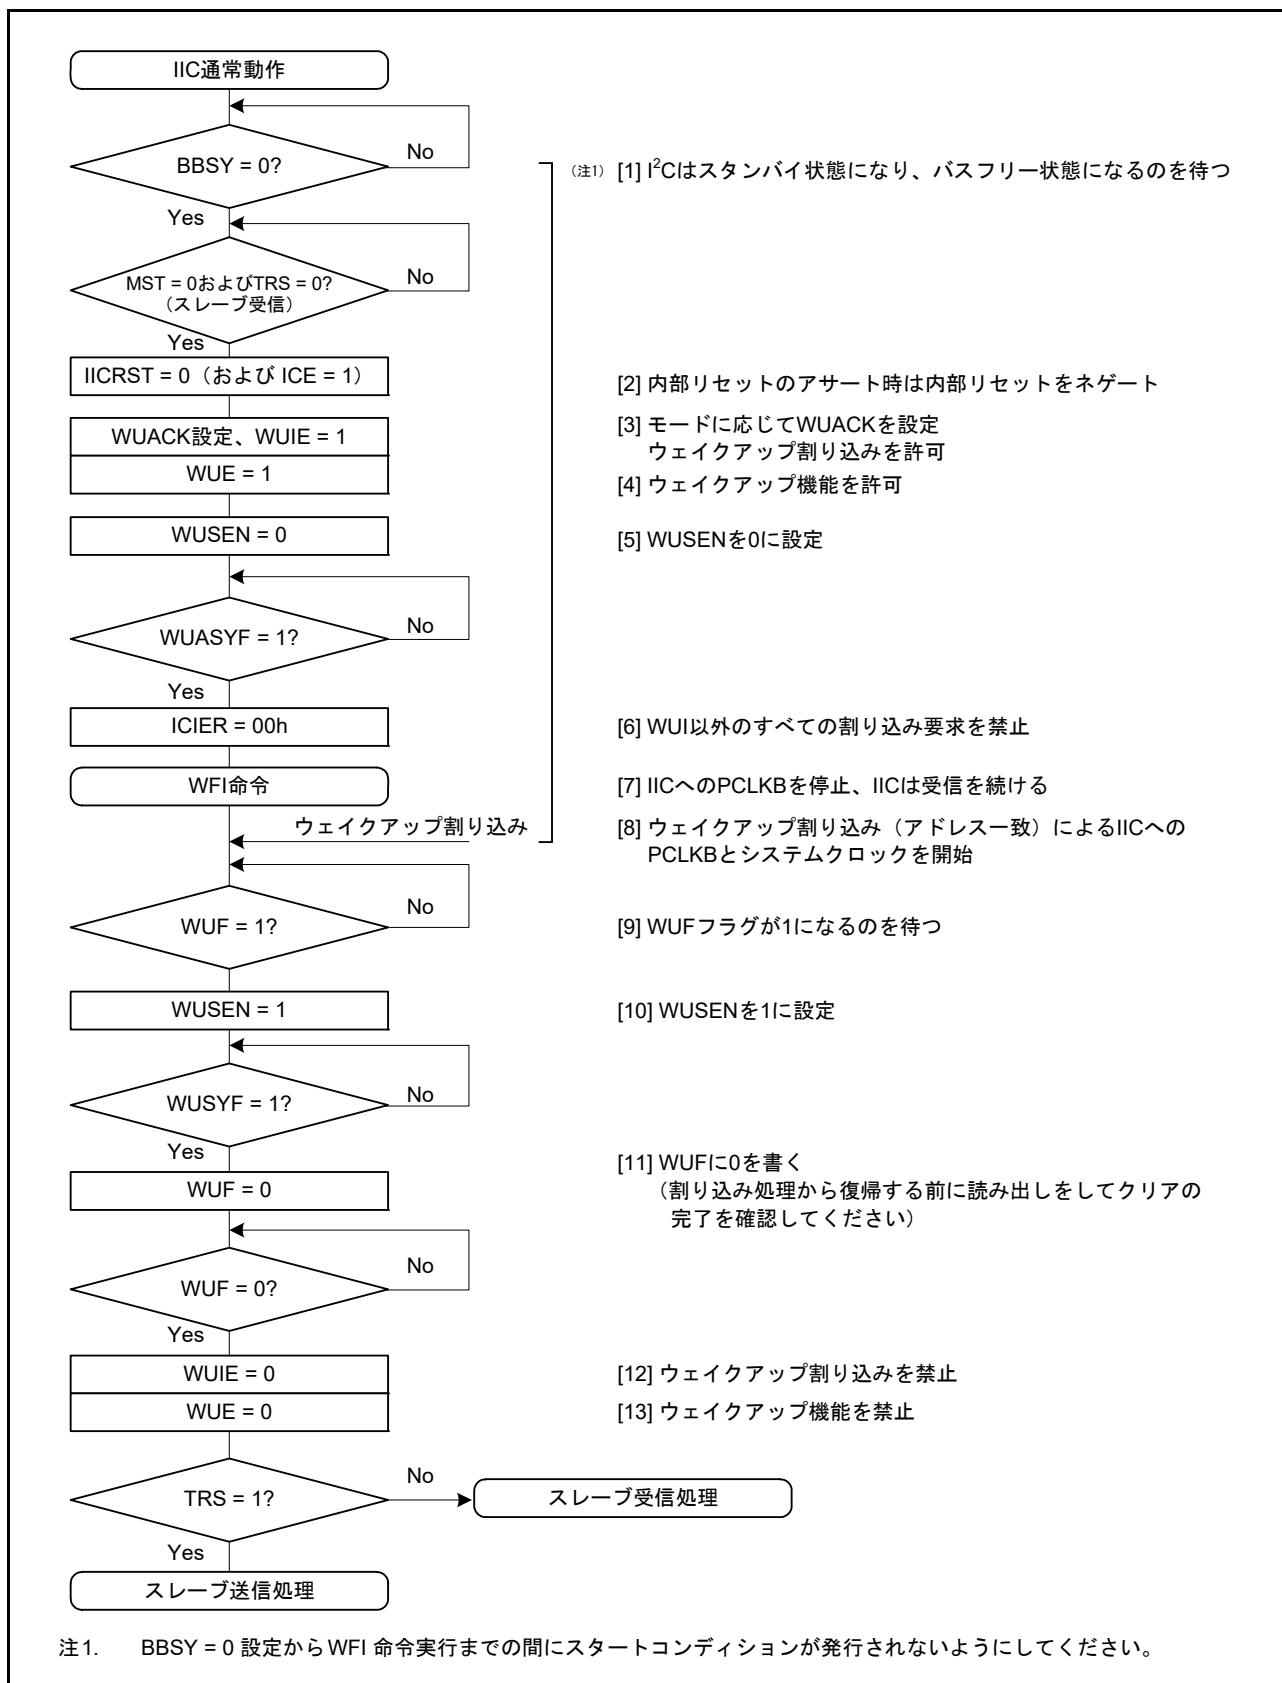 IIC通常動作
BBSY = 0?
No
（注1） [1] I²Cはスタンバイ状態になり、バスフリー状態になるのを待つ
Yes
MST = 0およびTRS = 0?
（スレーブ受信）
No
Yes
IICRST = 0（および ICE = 1）
[2] 内部リセットのアサート時は内部リセットをネゲート
WUACK設定、WUIE = 1
[3] モードに応じてWUACKを設定
ウェイクアップ割り込みを許可
WUE = 1
[4] ウェイクアップ機能を許可
WUSEN = 0
[5] WUSENを0に設定
WUASYF = 1?
No
Yes
ICIER = 00h
[6] WUI以外のすべての割り込み要求を禁止
WFI命令
[7] IICへのPCLKBを停止、IICは受信を続ける
ウェイクアップ割り込み
[8] ウェイクアップ割り込み（アドレス一致）によるIICへの
PCLKBとシステムクロックを開始
WUF = 1?
No
[9] WUFフラグが1になるのを待つ
WUSEN = 1
[10] WUSENを1に設定
WUSYF = 1?
No
Yes
WUF = 0
[11] WUFに0を書く
（割り込み処理から復帰する前に読み出しをしてクリアの
完了を確認してください）
WUF = 0?
No
Yes
WUIE = 0
[12] ウェイクアップ割り込みを禁止
WUE = 0
[13] ウェイクアップ機能を禁止
TRS = 1?
No
スレーブ受信処理
Yes
スレーブ送信処理
注1. BBSY = 0 設定から WFI 命令実行までの間にスタートコンディションが発行されないようにしてください。